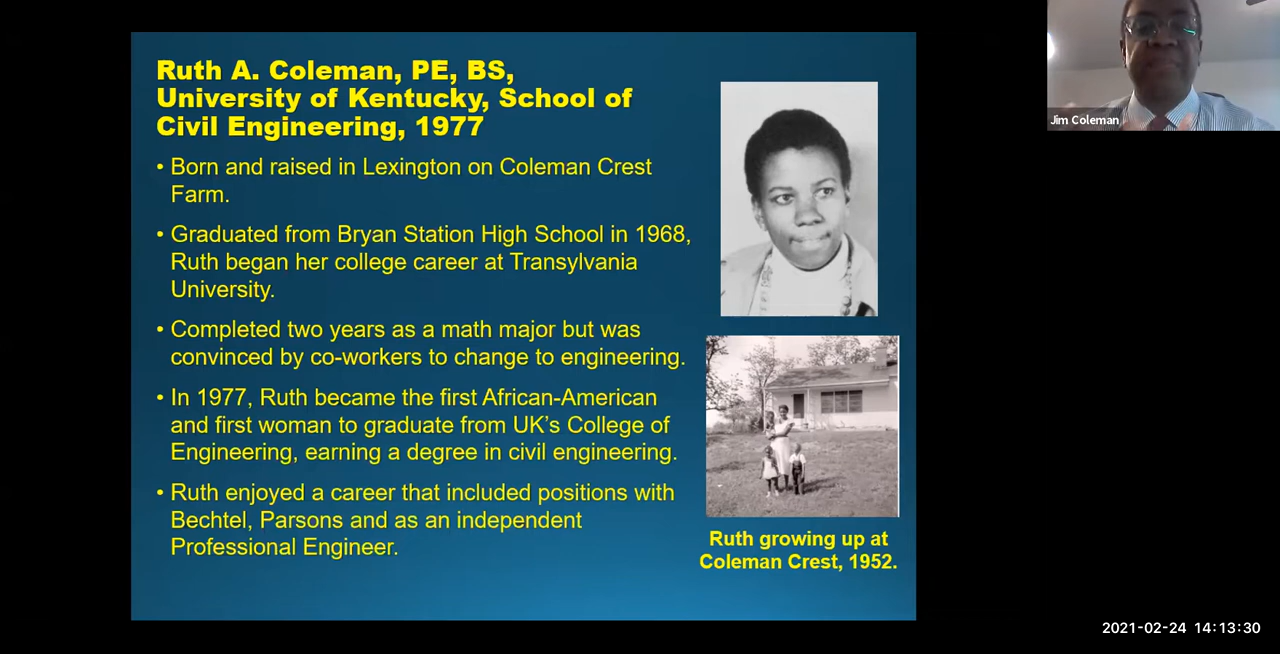 Ruth A. Coleman, PE, BS,
University of Kentucky, School of
Civil Engineering, 1977
• Born and raised in Lexington on Coleman Crest
Farm.
• Graduated from Bryan Station High School in 1968,
Ruth began her college career at Transylvania
University.
• Completed two years as a math major but was
convinced by co-workers to change to engineering.
• In 1977, Ruth became the first African-American
and first woman to graduate from UK's College of
Engineering, earning a degree in civil engineering.
• Ruth enjoyed a career that included positions with
Bechtel, Parsons and as an independent
Professional Engineer.
Ruth growing up at
Coleman Crest, 1952.
Jim Coleman
2021-02-24 14:13:30